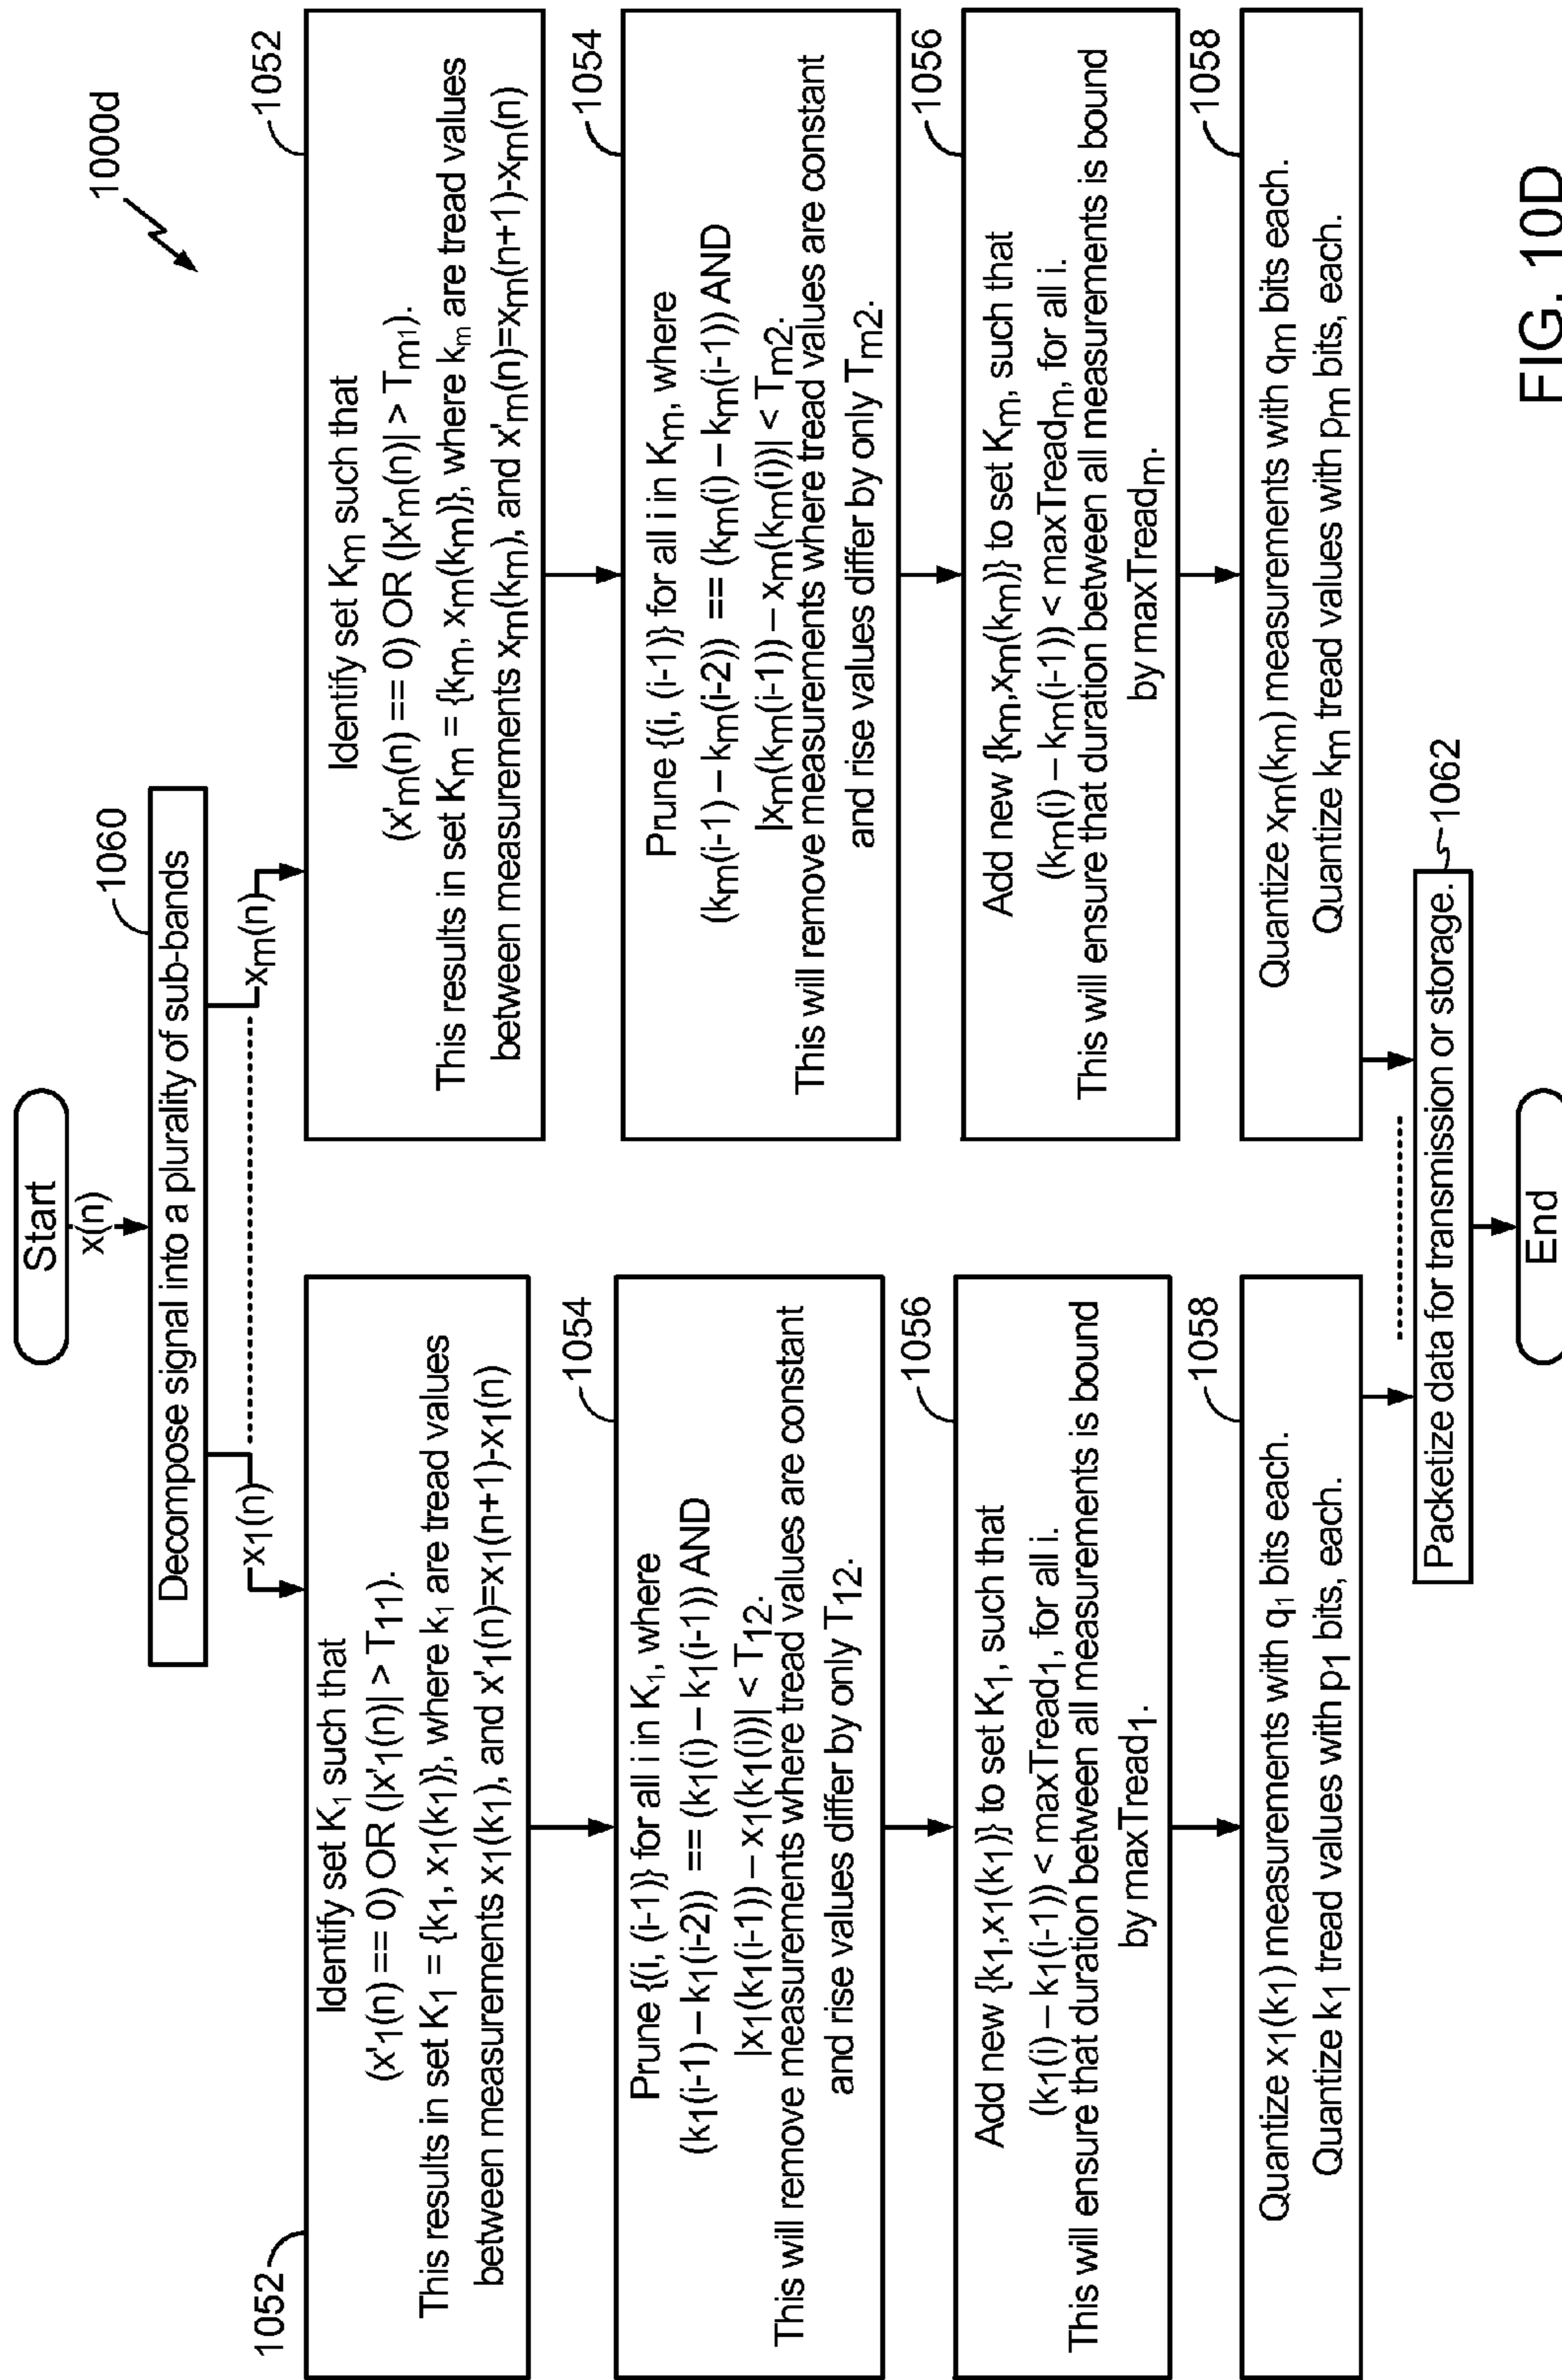 1000d
Start
x(n)
1060
Decompose signal into a plurality of sub-bands
x₁(n)
xₘ(n)
1052
Identify set K₁ such that
(x'₁(n) == 0) OR (|x'₁(n)| > T₁₁).
This results in set K₁ = {k₁, x₁(k₁)}, where k₁ are tread values
between measurements x₁(k₁), and x'₁(n)=x₁(n+1)-x₁(n)
1054
Prune {(i, (i-1)} for all i in K₁, where
(k₁(i-1) – k₁(i-2)) == (k₁(i) – k₁(i-1)) AND
|x₁(k₁(i-1)) – x₁(k₁(i))| < T₁₂.
This will remove measurements where tread values are constant
and rise values differ by only T₁₂.
1056
Add new {k₁,x₁(k₁)} to set K₁, such that
(k₁(i) – k₁(i-1)) < maxTread₁, for all i.
This will ensure that duration between all measurements is bound
by maxTread₁.
1058
Quantize x₁(k₁) measurements with q₁ bits each.
Quantize k₁ tread values with p₁ bits, each.
1052
Identify set Kₘ such that
(x'ₘ(n) == 0) OR (|x'ₘ(n)| > Tₘ₁).
This results in set Kₘ = {kₘ, xₘ(kₘ)}, where kₘ are tread values
between measurements xₘ(kₘ), and x'ₘ(n)=xₘ(n+1)-xₘ(n)
1054
Prune {(i, (i-1)} for all i in Kₘ, where
(kₘ(i-1) – kₘ(i-2)) == (kₘ(i) – kₘ(i-1)) AND
|xₘ(kₘ(i-1)) – xₘ(kₘ(i))| < Tₘ₂.
This will remove measurements where tread values are constant
and rise values differ by only Tₘ₂.
1056
Add new {kₘ,xₘ(kₘ)} to set Kₘ, such that
(kₘ(i) – kₘ(i-1)) < maxTreadₘ, for all i.
This will ensure that duration between all measurements is bound
by maxTreadₘ.
1058
Quantize xₘ(kₘ) measurements with qₘ bits each.
Quantize kₘ tread values with pₘ bits, each.
Packetize data for transmission or storage.
1062
End
FIG. 10D